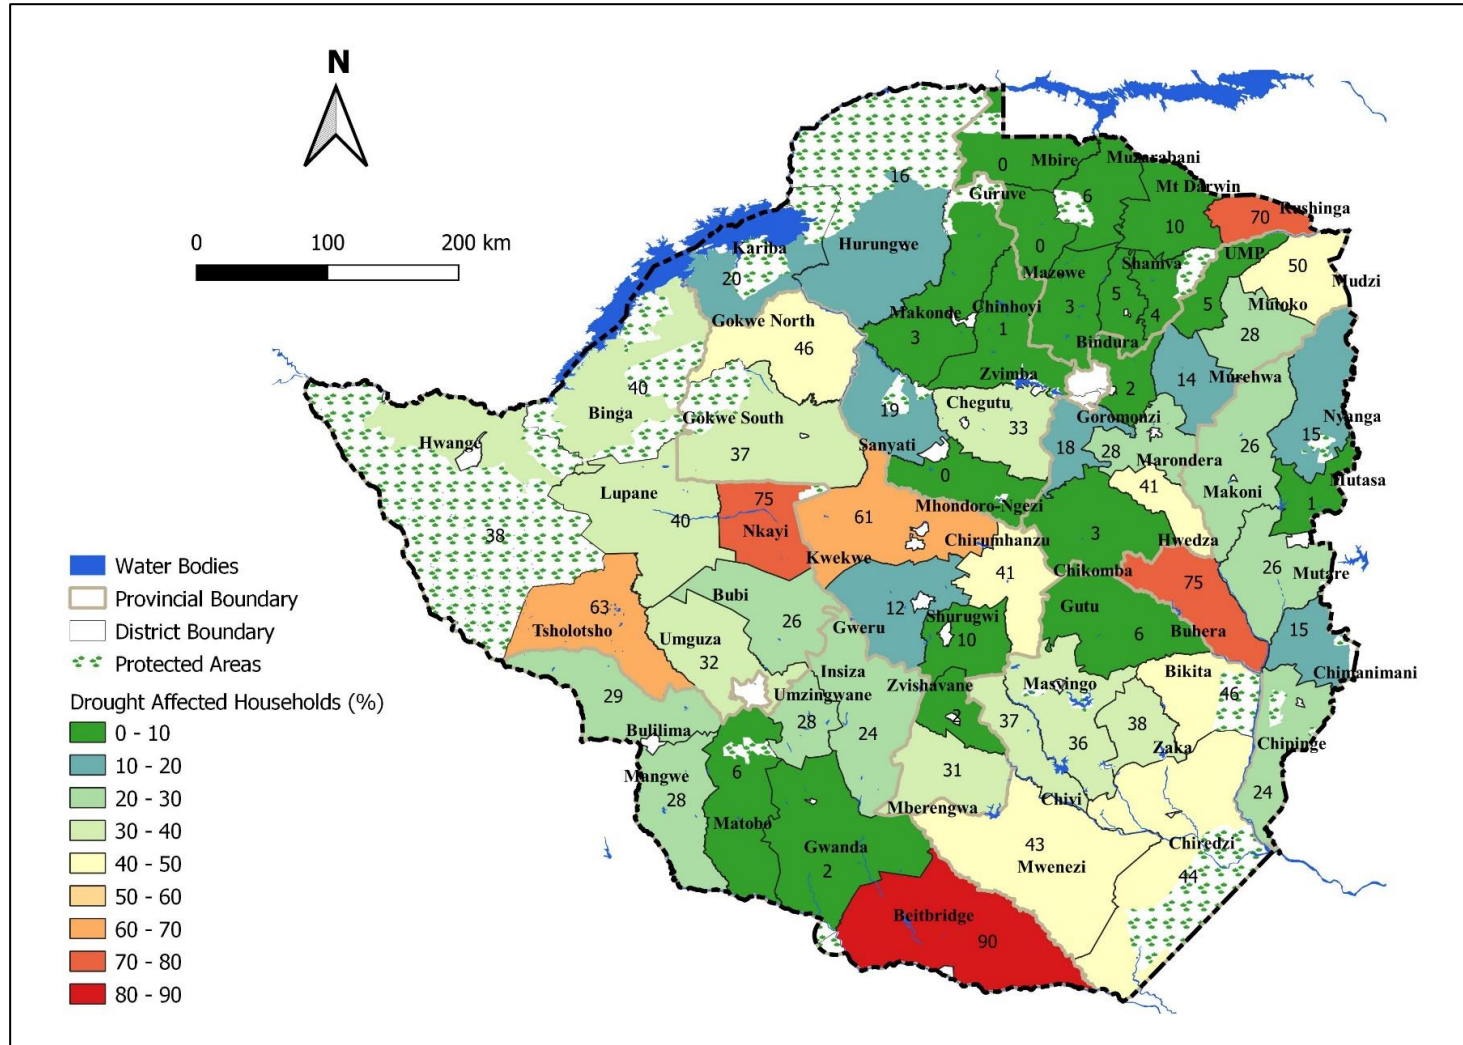 N
0 100 200 km
Mbire
0
Muzarabani
Mt Darwin
6
10
Rushinga
70
16
Guruve
0
Hurungwe
Kariba
20
Mazowe
3
Shamva
5
4
UMP
5
50
Mudzi
Mutoko
28
Makonde
3
Chinhoyi
1
Bindura
Zvimba
2
14
Murehwa
Nyanga
15
Gokwe North
46
40
Binga
Gokwe South
37
19
Sanyati
Chegutu
33
Goromonzi
18
28
Marondera
26
Makoni
Mutasa
1
Hwange
38
Lupane
40
75
Nkayi
0
Mhondoro-Ngezi
61
Kwekwe
41
Hwedza
3
Chikomba
Chirumhanzu
41
75
Buhera
26
Mutare
63
Tsholotsho
Bubi
26
12
Gweru
Shurugwi
10
Gutu
6
15
Chimanimani
Umguza
32
Insiza
24
Umzingwane
28
Zvishavane
2
Masvingo
37
36
38
Zaka
Bikita
46
Chipinge
24
29
Bulilima
Mangwe
28
6
Matobo
31
Mberengwa
Chivi
Gwanda
2
43
Mwenezi
Chiredzi
44
Beitbridge
90
Water Bodies
Provincial Boundary
District Boundary
Protected Areas
Drought Affected Households (%)
0 - 10
10 - 20
20 - 30
30 - 40
40 - 50
50 - 60
60 - 70
70 - 80
80 - 90